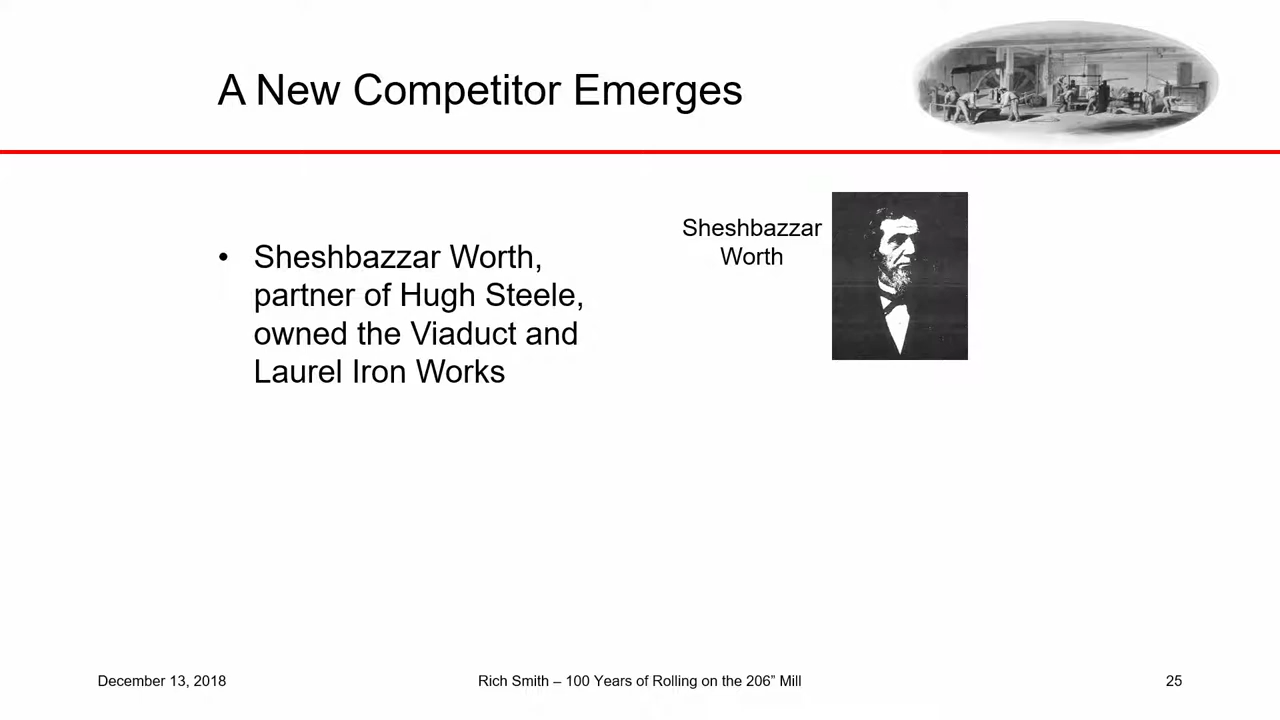 A New Competitor Emerges
• Sheshbazzar Worth,
partner of Hugh Steele,
owned the Viaduct and
Laurel Iron Works
Sheshbazzar
Worth
December 13, 2018
Rich Smith – 100 Years of Rolling on the 206” Mill
25